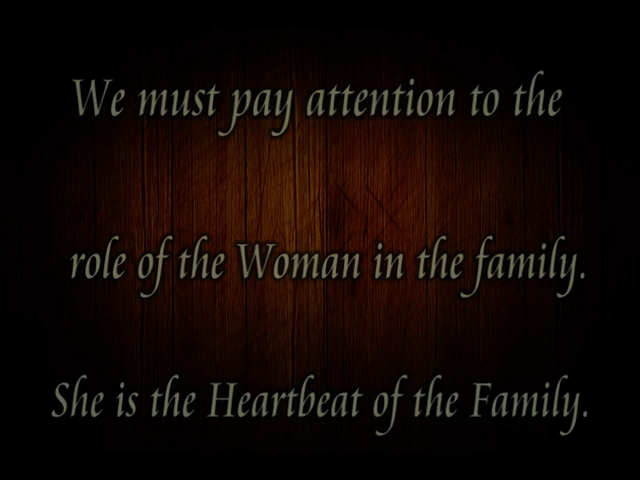 We must pay attention to the
role of the Woman in the family.
She is the Heartbeat of the Family.